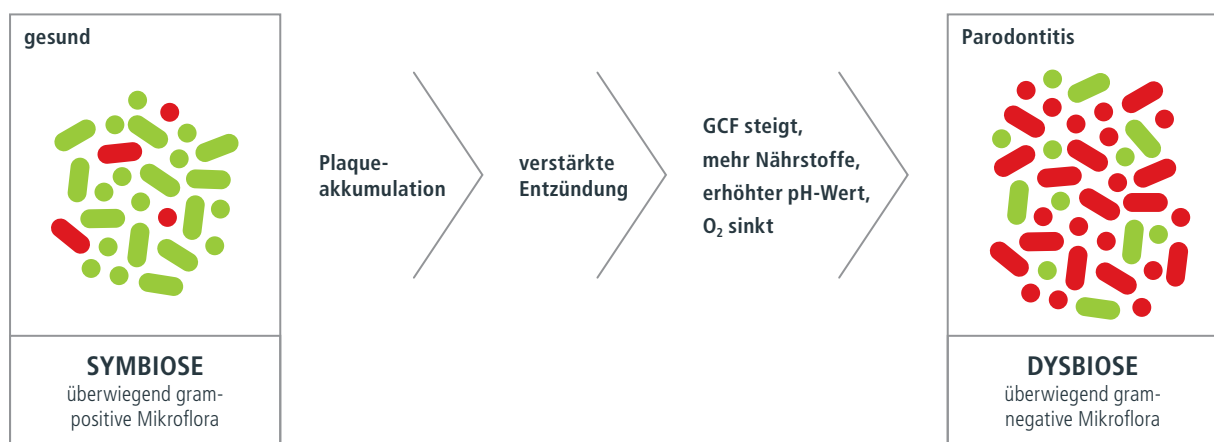 gesund
SYMBIOSE
überwiegend gram-
positive Mikroflora
Plaque-
akkumulation
verstärkte
Entzündung
GCF steigt,
mehr Nährstoffe,
erhöhter pH-Wert,
O₂ sinkt
Parodontitis
DYSBIOSE
überwiegend gram-
negative Mikroflora